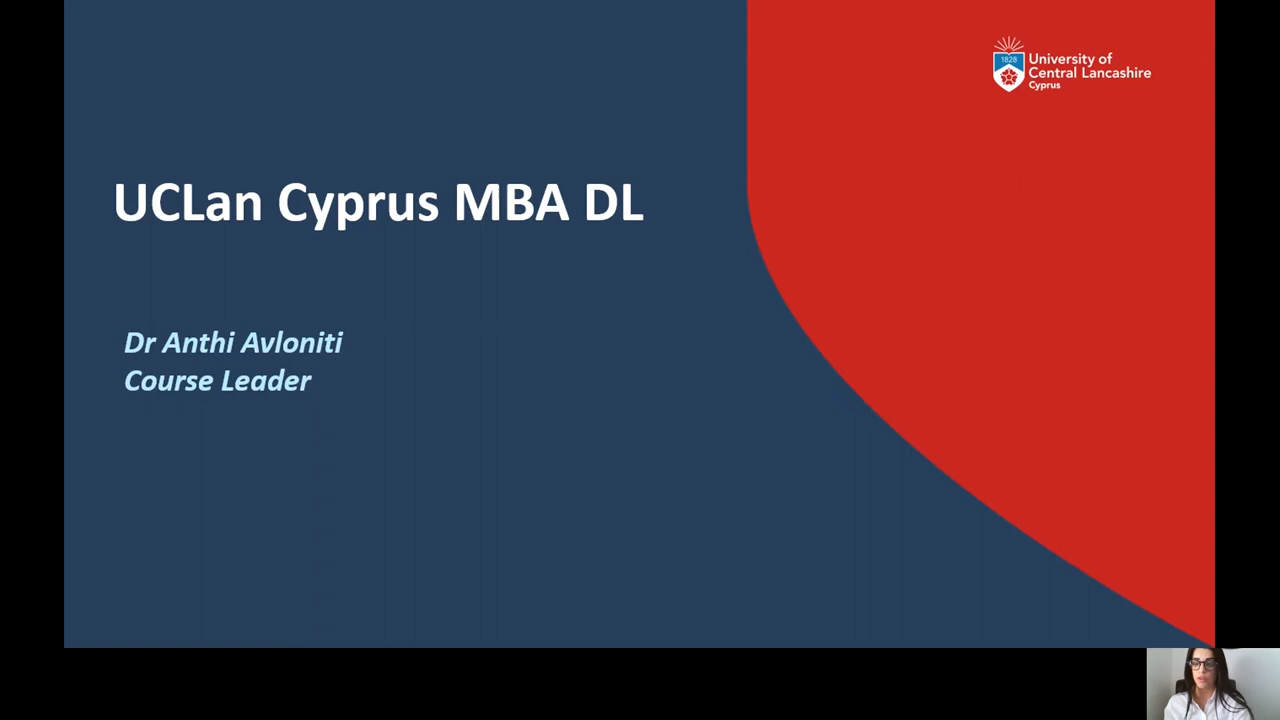 1828
University of
Central Lancashire
Cyprus
UCLan Cyprus MBA DL
Dr Anthi Avloniti
Course Leader